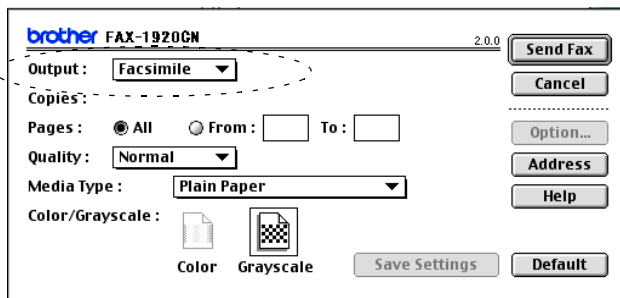 brother FAX-1920CN 2.0.0
Send Fax
Output : Facsimile
Cancel
Copies :
Pages : All From : To :
Option...
Quality : Normal
Address
Media Type : Plain Paper
Help
Color/Grayscale :
Color Grayscale
Save Settings
Default